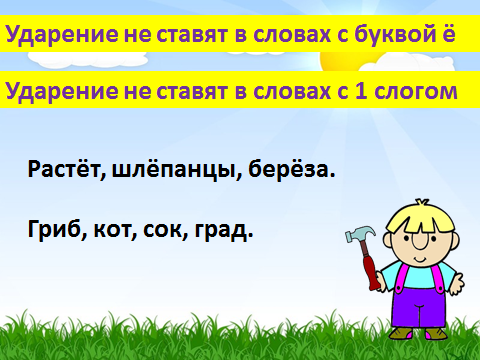 Ударение не ставят в словах с буквой ё
Ударение не ставят в словах с 1 слогом
Растёт, шлёпанцы, берёза.
Гриб, кот, сок, град.